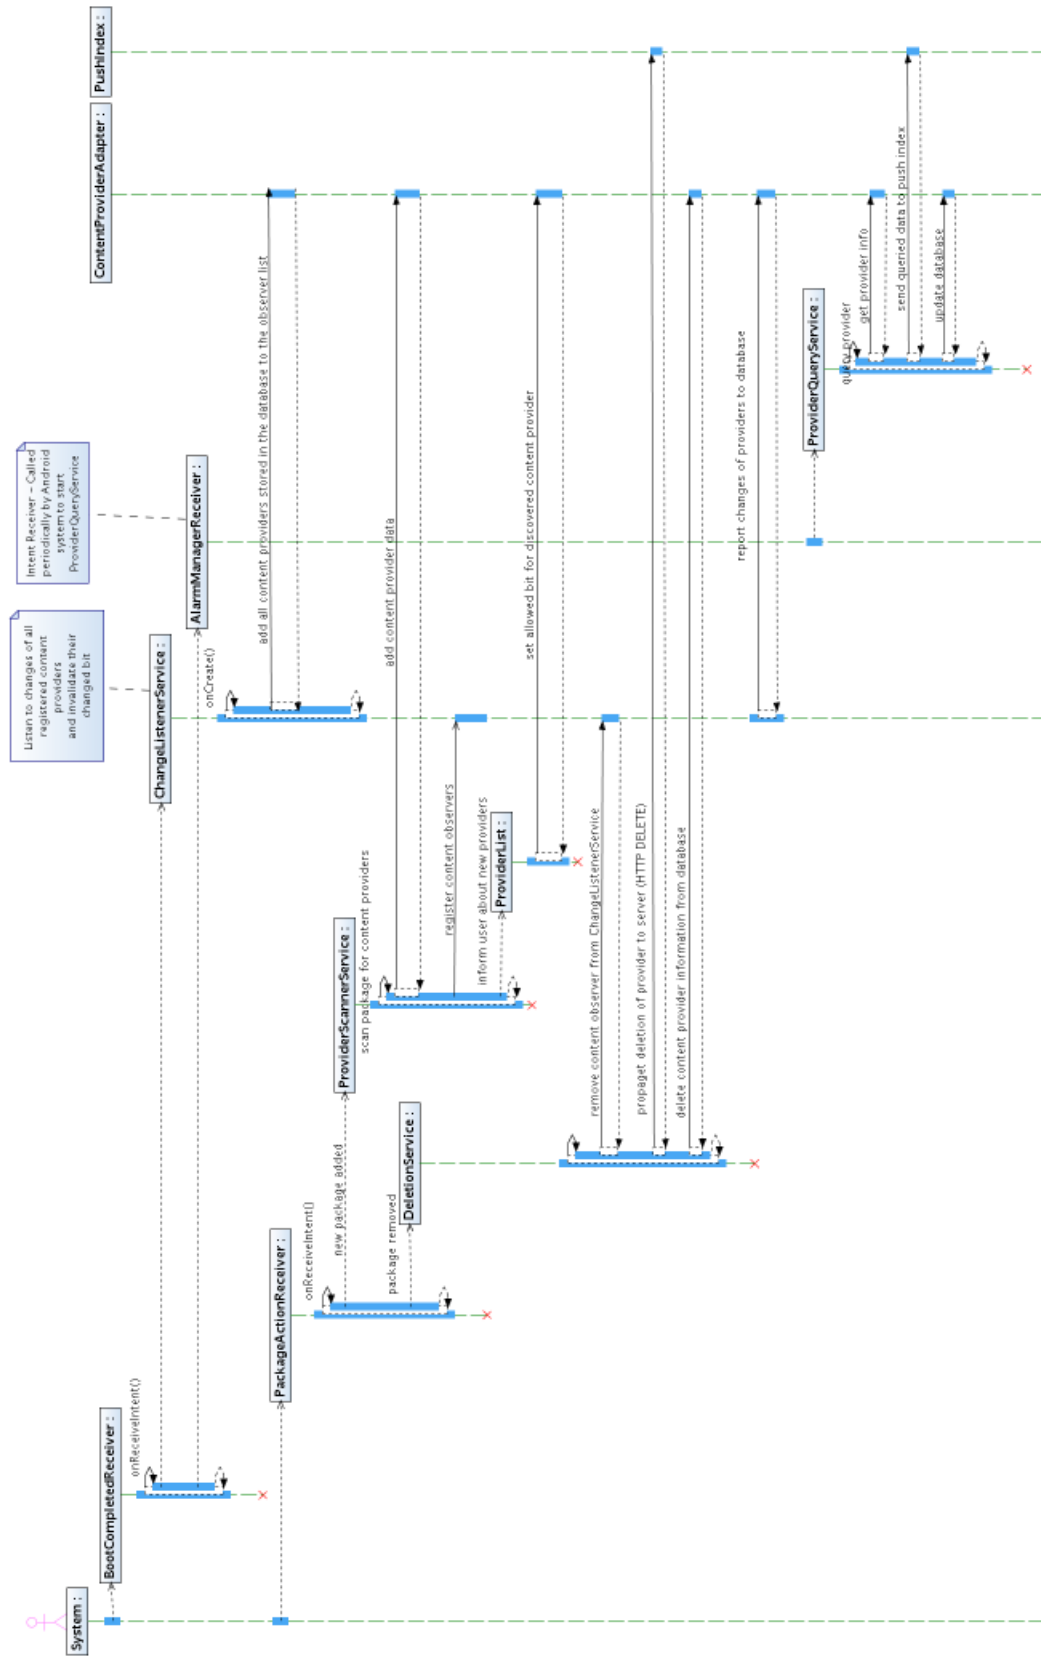 System :
BootCompletedReceiver :
onReceiveIntent()
PackageActionReceiver :
onReceiveIntent()
new package added
package removed
DeletionService :
ProviderScannerService :
scan package for content providers
add content provider data
register content observers
inform user about new providers
ProviderList :
set allowed bit for discovered content provider
remove content observer from ChangeListenerService
propaget deletion of provider to server (HTTP DELETE)
delete content provider information from database
Listen to changes of all
registered content
providers
and invalidate their
changed bit
ChangeListenerService :
onCreate()
add all content providers stored in the database to the observer list
report changes of providers to database
Intent Receiver – Called
periodically by Android
system to start
ProviderQueryService
AlarmManagerReceiver :
ProviderQueryService :
query provider
get provider info
send queried data to push index
update database
ContentProviderAdapter :
PushIndex :